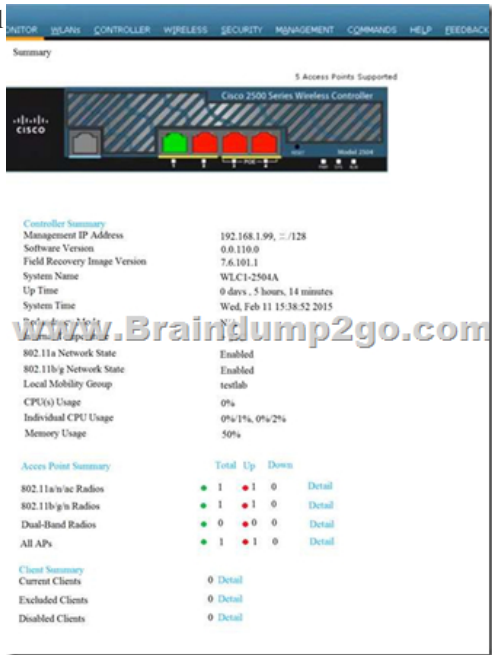 MONITOR WLANs CONTROLLER WIRELESS SECURITY MANAGEMENT COMMANDS HELP FEEDBACK
Summary
5 Access Points Supported
Cisco 2500 Series Wireless Controller
CISCO
RESET Model 2504
1 2 3 POE 4
Controller Summary
Management IP Address 192.168.1.99, ::/128
Software Version 0.0.110.0
Field Recovery Image Version 7.6.101.1
System Name WLC1-2504A
Up Time 0 days , 5 hours, 14 minutes
System Time Wed, Feb 11 15:38:52 2015
www.Braindump2go.com
802.11a Network State Enabled
802.11b/g Network State Enabled
Local Mobility Group testlab
CPU(s) Usage 0%
Individual CPU Usage 0%/1%, 0%/2%
Memory Usage 50%
Acces Point Summary Total Up Down
802.11a/n/ac Radios 1 1 0 Detail
802.11b/g/n Radios 1 1 0 Detail
Dual-Band Radios 0 0 0 Detail
All APs 1 1 0 Detail
Client Summary
Current Clients 0 Detail
Excluded Clients 0 Detail
Disabled Clients 0 Detail